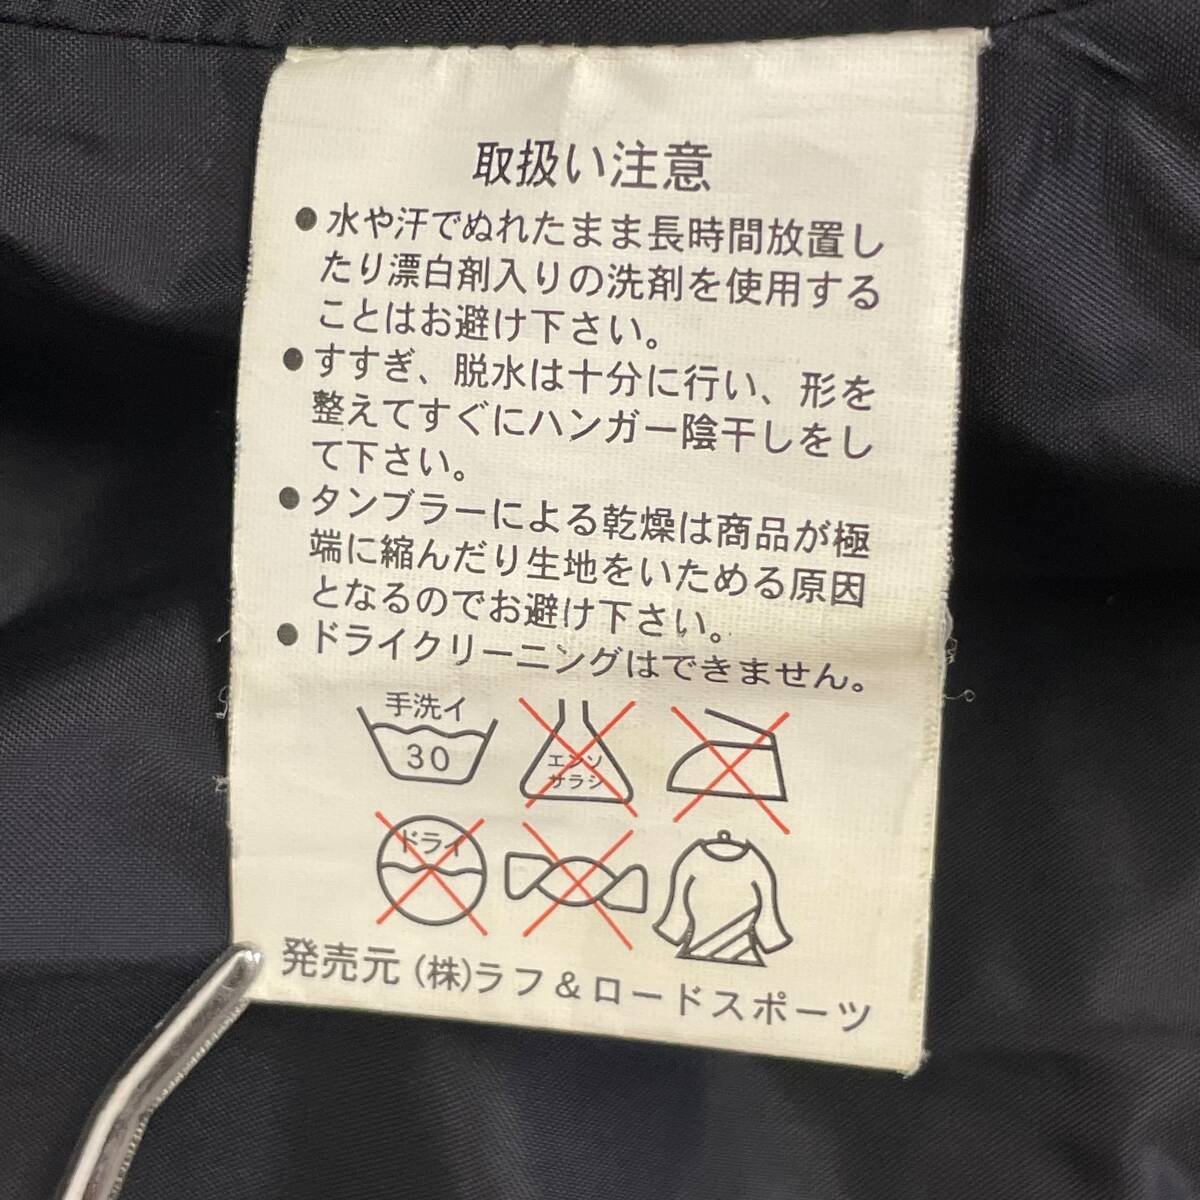 取扱い注意
●水や汗でぬれたまま長時間放置し
たり漂白剤入りの洗剤を使用する
ことはお避け下さい。
●すすぎ、脱水は十分に行い、形を
整えてすぐにハンガー陰干しをし
て下さい。
●タンブラーによる乾燥は商品が極
端に縮んだり生地をいためる原因
となるのでお避け下さい。
●ドライクリーニングはできません。
手洗イ
30
エンソ
サラシ
ドライ
発売元(株)ラフ&ロードスポーツ